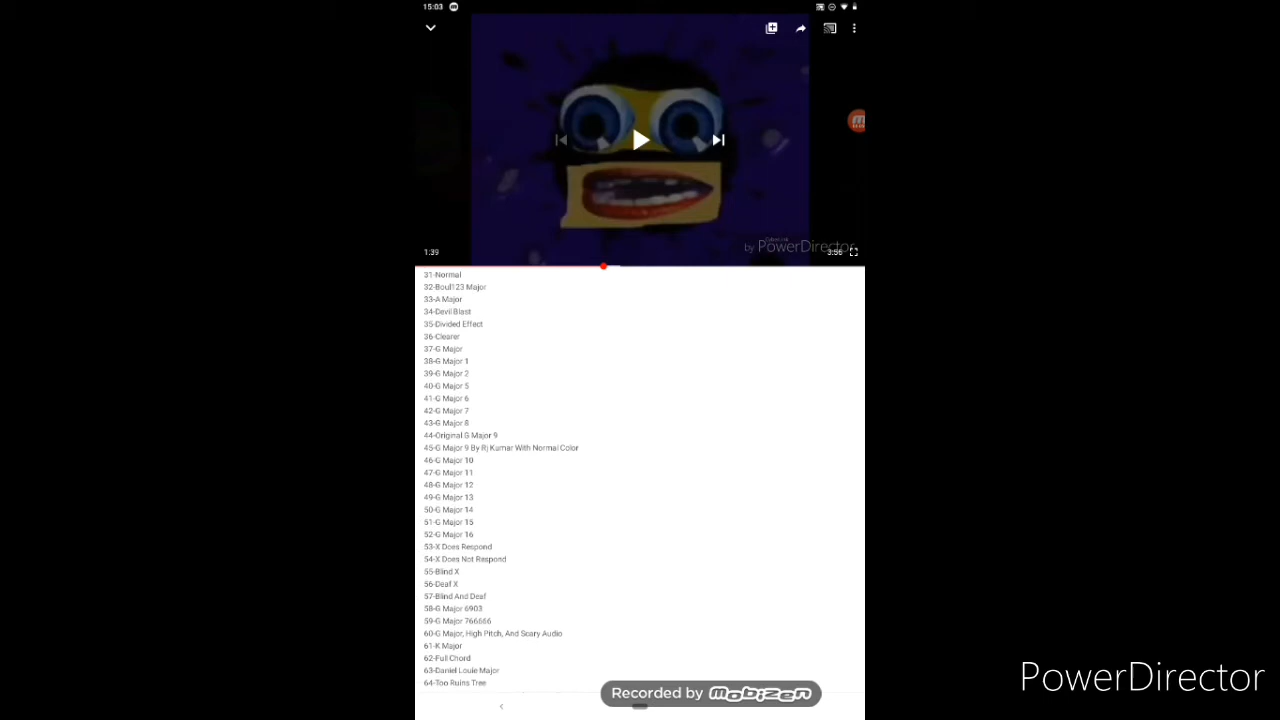 15:03
by PowerDirector
1:39
3:56
31-Normal
32-Boul123 Major
33-A Major
34-Devil Blast
35-Divided Effect
36-Clearer
37-G Major
38-G Major 1
39-G Major 2
40-G Major 5
41-G Major 6
42-G Major 7
43-G Major 8
44-Original G Major 9
45-G Major 9 By Rj Kumar With Normal Color
46-G Major 10
47-G Major 11
48-G Major 12
49-G Major 13
50-G Major 14
51-G Major 15
52-G Major 16
53-X Does Respond
54-X Does Not Respond
55-Blind X
56-Deaf X
57-Blind And Deaf
58-G Major 6903
59-G Major 766666
60-G Major, High Pitch, And Scary Audio
61-K Major
62-Full Chord
63-Daniel Louie Major
64-Too Ruins Tree
Recorded by Mobizen
PowerDirector